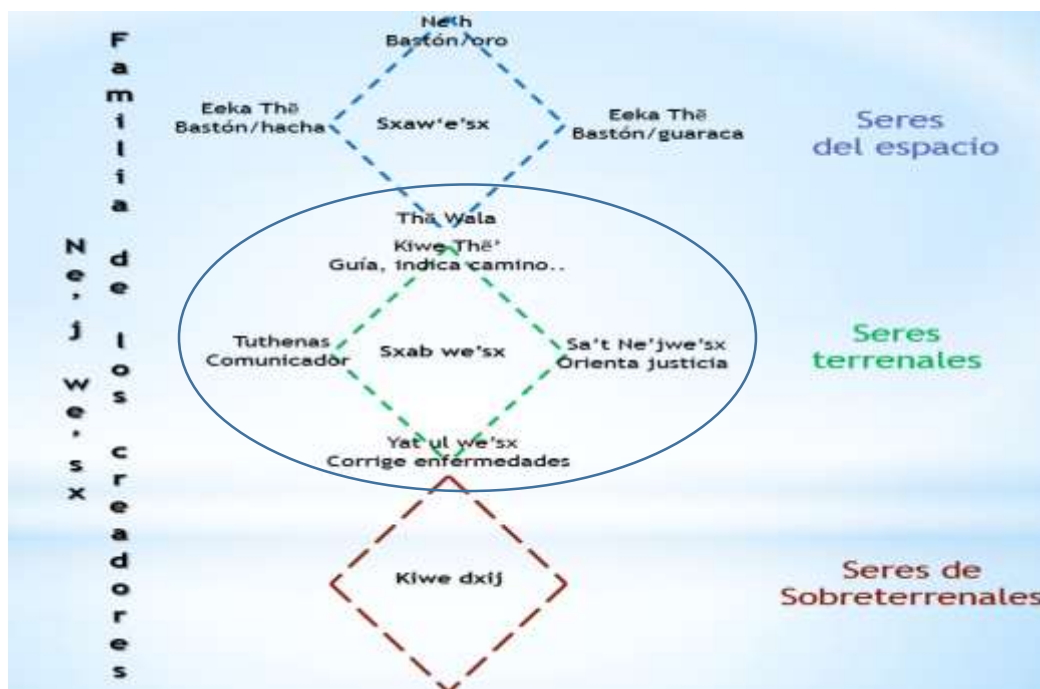 Familia de los creadores
Ne'j we'sx
Ne'h
Bastón/oro
Eeka Thë
Bastón/hacha
Sxaw'e'sx
Eeka Thë
Bastón/guaraca
Seres
del espacio
Thë Wala
Kiwe Thë'
Guía, indica camino..
Tuthenas
Comunicador
Sxab we'sx
Sa't Ne'jwe'sx
Orienta justicia
Seres
terrenales
Yat ul we'sx
Corrige enfermedades
Kiwe dxij
Seres de
Sobreterrenales